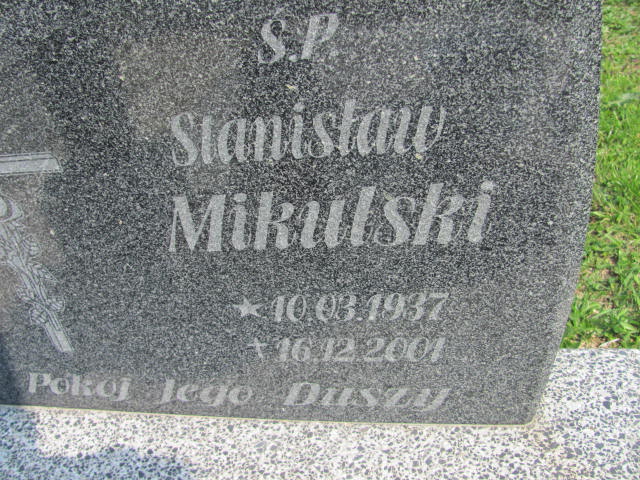 Ś.P.
Stanisław
Mikulski
★ 10.03.1937
† 16.12.2001
Pokój Jego Duszy